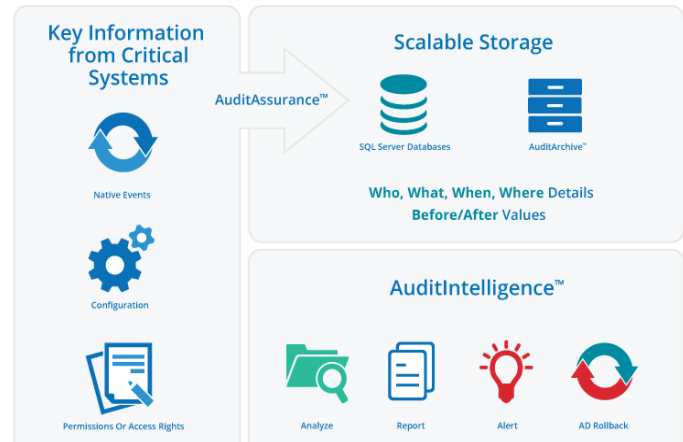 Key Information
from Critical
Systems
Native Events
Configuration
Permissions Or Access Rights
AuditAssurance™
Scalable Storage
SQL Server Databases
AuditArchive™
Who, What, When, Where Details
Before/After Values
AuditIntelligence™
Analyze
Report
Alert
AD Rollback